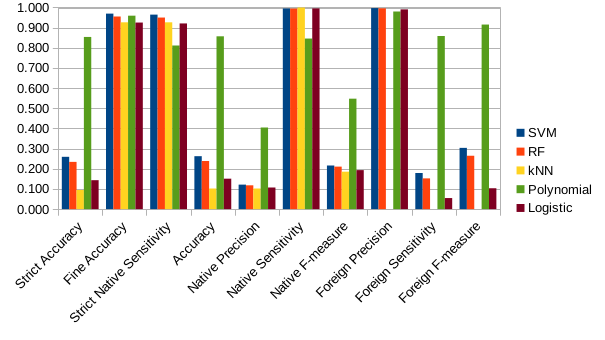 1.000
0.900
0.800
0.700
0.600
0.500
0.400
0.300
0.200
0.100
0.000
SVM
RF
kNN
Polynomial
Logistic
Strict Accuracy
Fine Accuracy
Strict Native Sensitivity
Accuracy
Native Precision
Native Sensitivity
Native F-measure
Foreign Precision
Foreign Sensitivity
Foreign F-measure